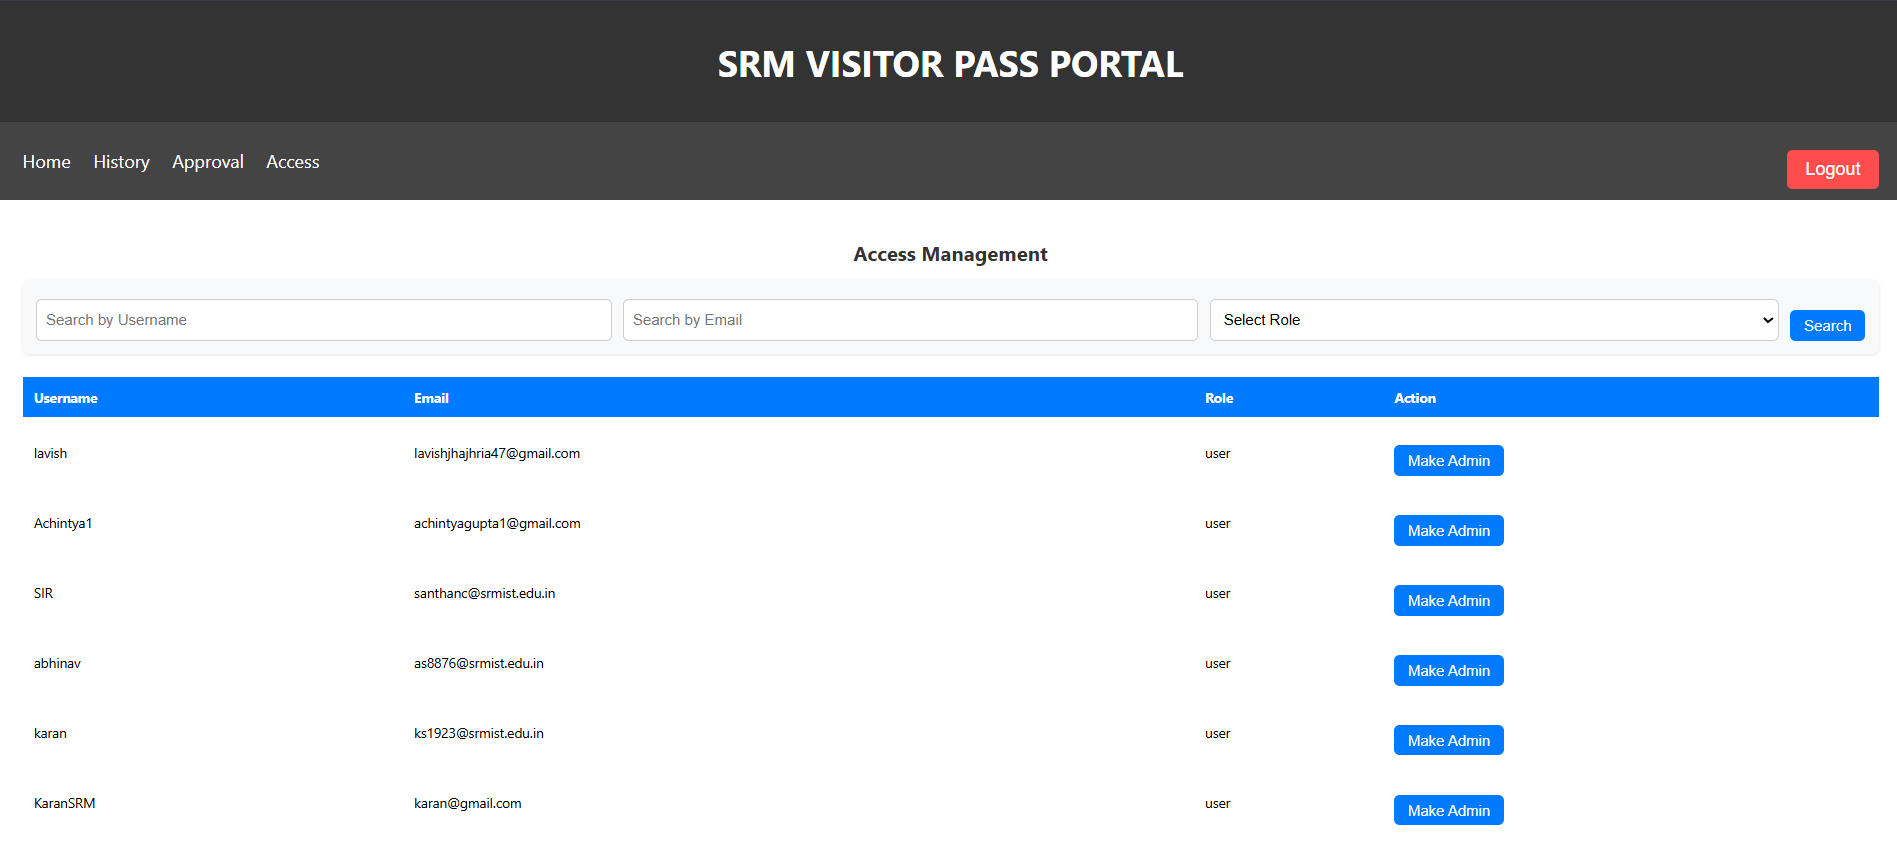 SRM VISITOR PASS PORTAL
Home History Approval Access Logout
Access Management
Search by Username Search by Email Select Role Search
Username Email Role Action
lavish lavishjhajhria47@gmail.com user Make Admin
Achintya1 achintyagupta1@gmail.com user Make Admin
SIR santhanc@srmist.edu.in user Make Admin
abhinav as8876@srmist.edu.in user Make Admin
karan ks1923@srmist.edu.in user Make Admin
KaranSRM karan@gmail.com user Make Admin